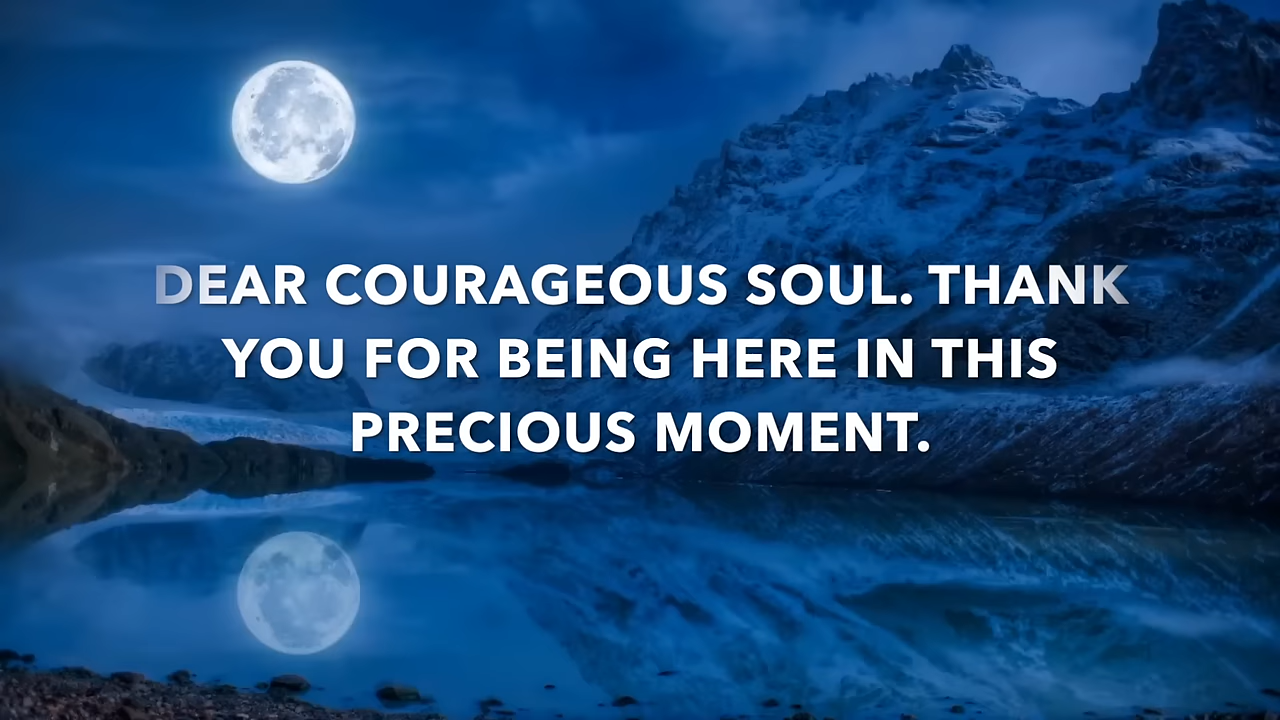 DEAR COURAGEOUS SOUL. THANK
YOU FOR BEING HERE IN THIS
PRECIOUS MOMENT.